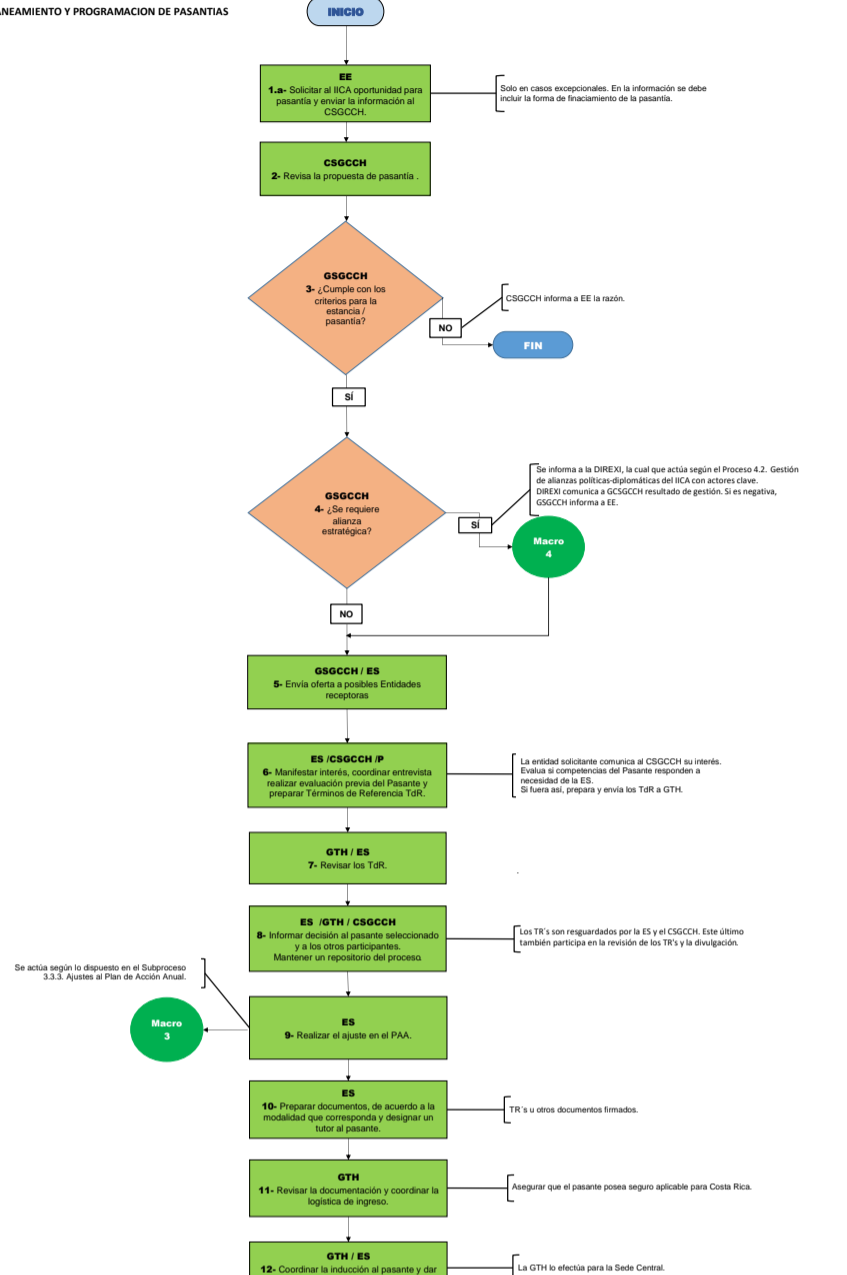 NEAMIENTO Y PROGRAMACION DE PASANTIAS
INICIO
EE
1.a- Solicitar al IICA oportunidad para
pasantía y enviar la información al
CSGCCH.
Solo en casos excepcionales. En la información se debe
incluir la forma de finaciamiento de la pasantía.
CSGCCH
2- Revisa la propuesta de pasantía .
GSGCCH
3- ¿Cumple con los
criterios para la
estancia /
pasantía?
CSGCCH informa a EE la razón.
NO
FIN
SÍ
GSGCCH
4- ¿Se requiere
alianza
estratégica?
Se informa a la DIREXI, la cual que actúa según el Proceso 4.2. Gestión
de alianzas políticas-diplomáticas del IICA con actores clave.
DIREXI comunica a GCSGCCH resultado de gestión. Si es negativa,
GSGCCH informa a EE.
SÍ
Macro
4
NO
GSGCCH / ES
5- Envía oferta a posibles Entidades
receptoras
ES /CSGCCH /P
6- Manifestar interés, coordinar entrevista
realizar evaluación previa del Pasante y
preparar Términos de Referencia TdR.
La entidad solicitante comunica al CSGCCH su interés.
Evalua si competencias del Pasante responden a
necesidad de la ES.
Si fuera así, prepara y envía los TdR a GTH.
GTH / ES
7- Revisar los TdR.
.
ES /GTH / CSGCCH
8- Informar decisión al pasante seleccionado
y a los otros participantes.
Mantener un repositorio del proceso.
Los TR´s son resguardados por la ES y el CSGCCH. Este último
también participa en la revisión de los TR's y la divulgación.
Se actúa según lo dispuesto en el Subproceso
3.3.3. Ajustes al Plan de Acción Anual.
Macro
3
ES
9- Realizar el ajuste en el PAA.
ES
10- Preparar documentos, de acuerdo a la
modalidad que corresponda y designar un
tutor al pasante.
TR´s u otros documentos firmados.
GTH
11- Revisar la documentación y coordinar la
logística de ingreso.
Asegurar que el pasante posea seguro aplicable para Costa Rica.
GTH / ES
12- Coordinar la inducción al pasante y dar
La GTH lo efectúa para la Sede Central.